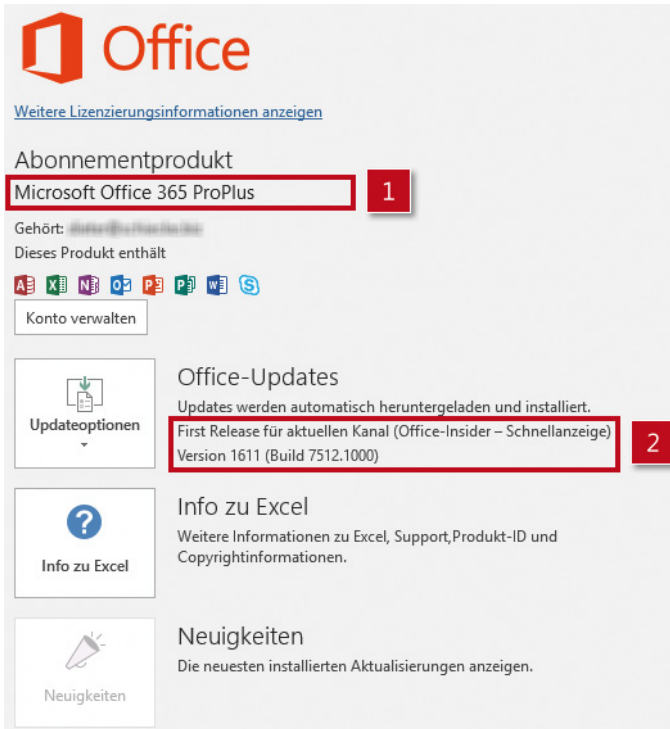 Office
Weitere Lizenzierungsinformationen anzeigen
Abonnementprodukt
Microsoft Office 365 ProPlus
1
Gehört:
Dieses Produkt enthält
Konto verwalten
Updateoptionen
Office-Updates
Updates werden automatisch heruntergeladen und installiert.
First Release für aktuellen Kanal (Office-Insider – Schnellanzeige)
Version 1611 (Build 7512.1000)
2
Info zu Excel
Info zu Excel
Weitere Informationen zu Excel, Support,Produkt-ID und
Copyrightinformationen.
Neuigkeiten
Neuigkeiten
Die neuesten installierten Aktualisierungen anzeigen.